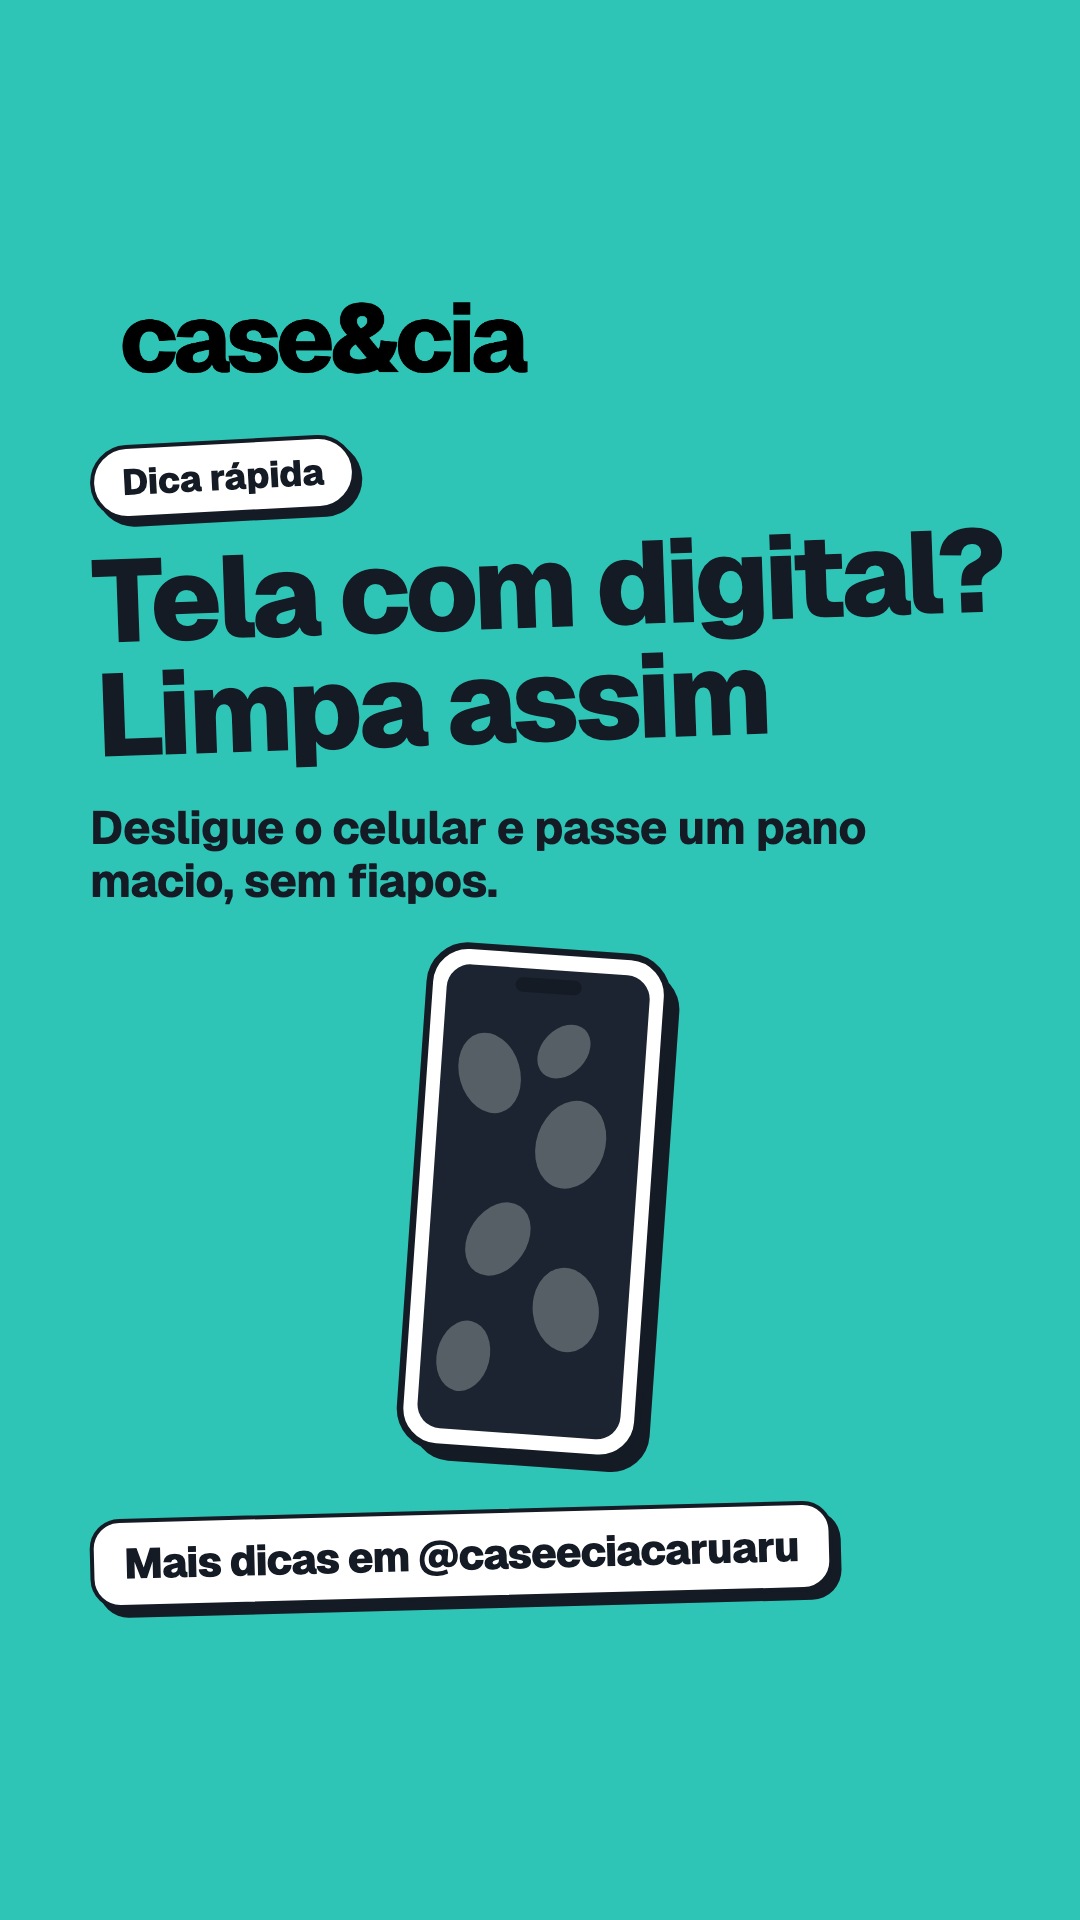 case&cia
Dica rápida
Tela com digital?
Limpa assim
Desligue o celular e passe um pano
macio, sem fiapos.
Mais dicas em @caseeciacaruaru